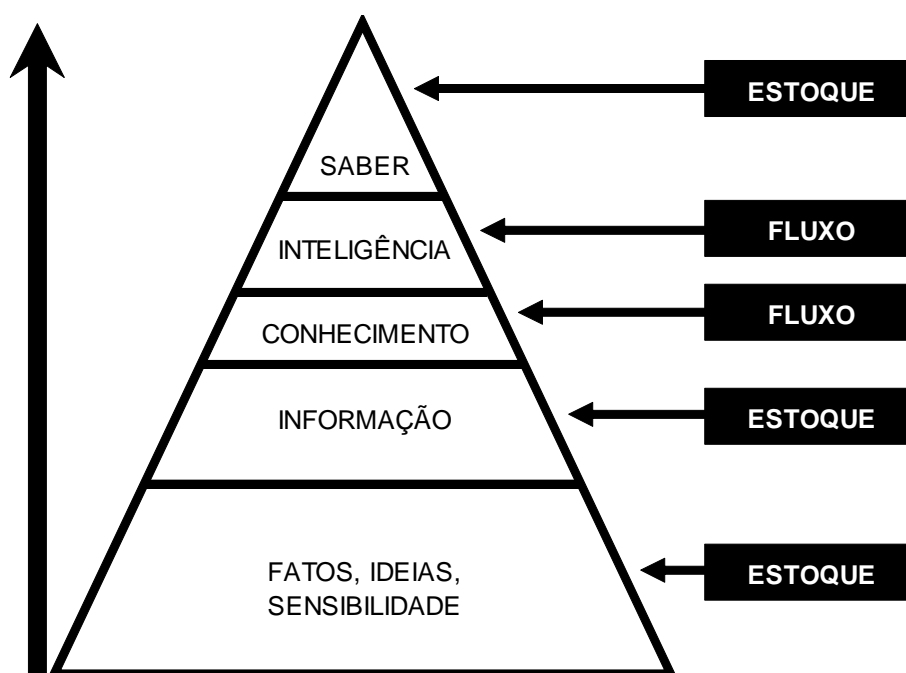 ESTOQUE
SABER
FLUXO
INTELIGÊNCIA
FLUXO
CONHECIMENTO
INFORMAÇÃO
ESTOQUE
FATOS, IDEIAS,
SENSIBILIDADE
ESTOQUE